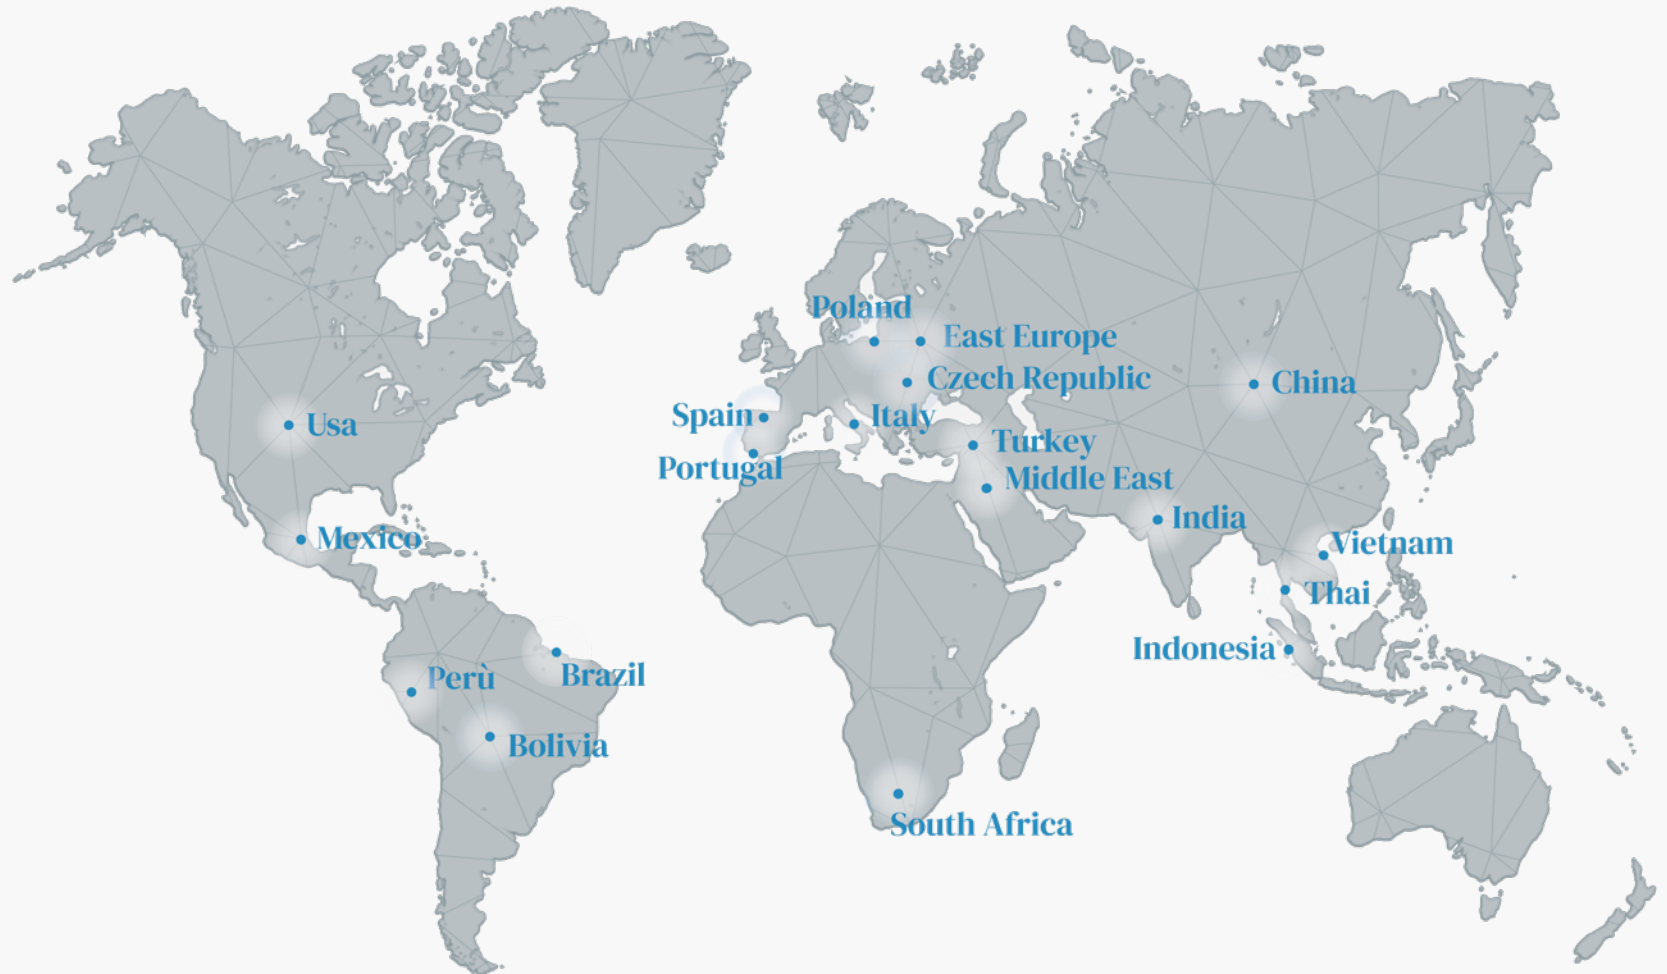 Poland
East Europe
Czech Republic
China
Spain
Italy
Usa
Turkey
Portugal
Middle East
India
Mexico
Vietnam
Thai
Indonesia
Perù
Brazil
Bolivia
South Africa